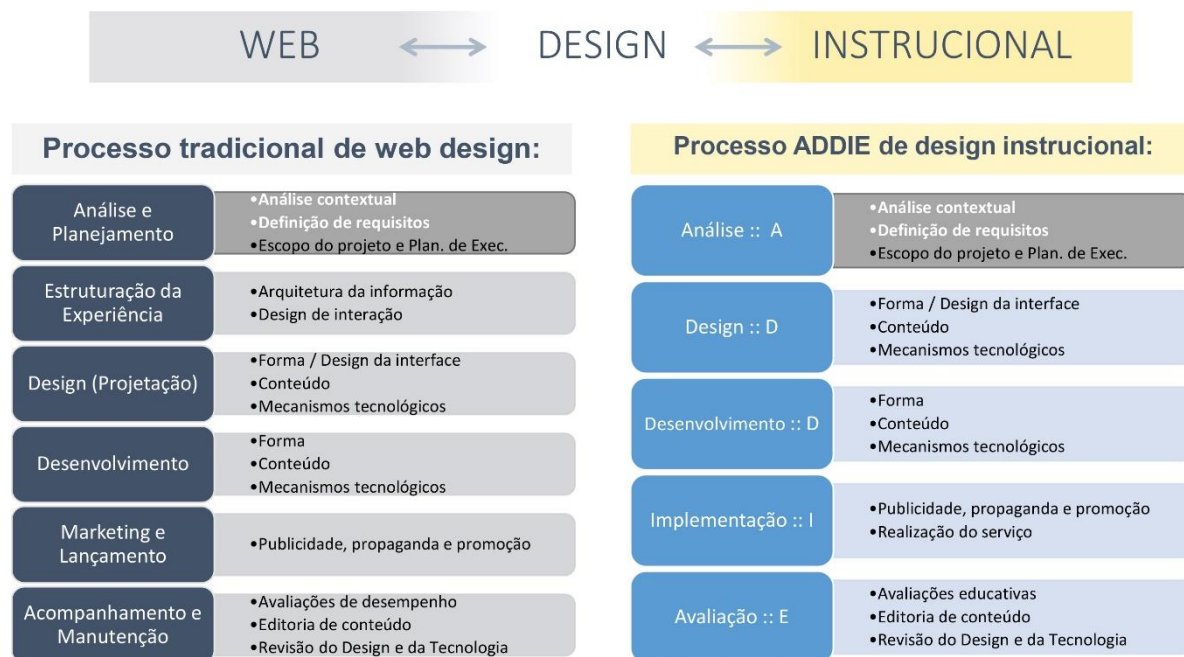 WEB DESIGN INSTRUCIONAL
Processo tradicional de web design:
Análise e
Planejamento
•Análise contextual
•Definição de requisitos
•Escopo do projeto e Plan. de Exec.
Estruturação da
Experiência
•Arquitetura da informação
•Design de interação
Design (Projetação)
•Forma / Design da interface
•Conteúdo
•Mecanismos tecnológicos
Desenvolvimento
•Forma
•Conteúdo
•Mecanismos tecnológicos
Marketing e
Lançamento
•Publicidade, propaganda e promoção
Acompanhamento e
Manutenção
•Avaliações de desempenho
•Editoria de conteúdo
•Revisão do Design e da Tecnologia
Processo ADDIE de design instrucional:
Análise :: A
•Análise contextual
•Definição de requisitos
•Escopo do projeto e Plan. de Exec.
Design :: D
•Forma / Design da interface
•Conteúdo
•Mecanismos tecnológicos
Desenvolvimento :: D
•Forma
•Conteúdo
•Mecanismos tecnológicos
Implementação :: I
•Publicidade, propaganda e promoção
•Realização do serviço
Avaliação :: E
•Avaliações educativas
•Editoria de conteúdo
•Revisão do Design e da Tecnologia